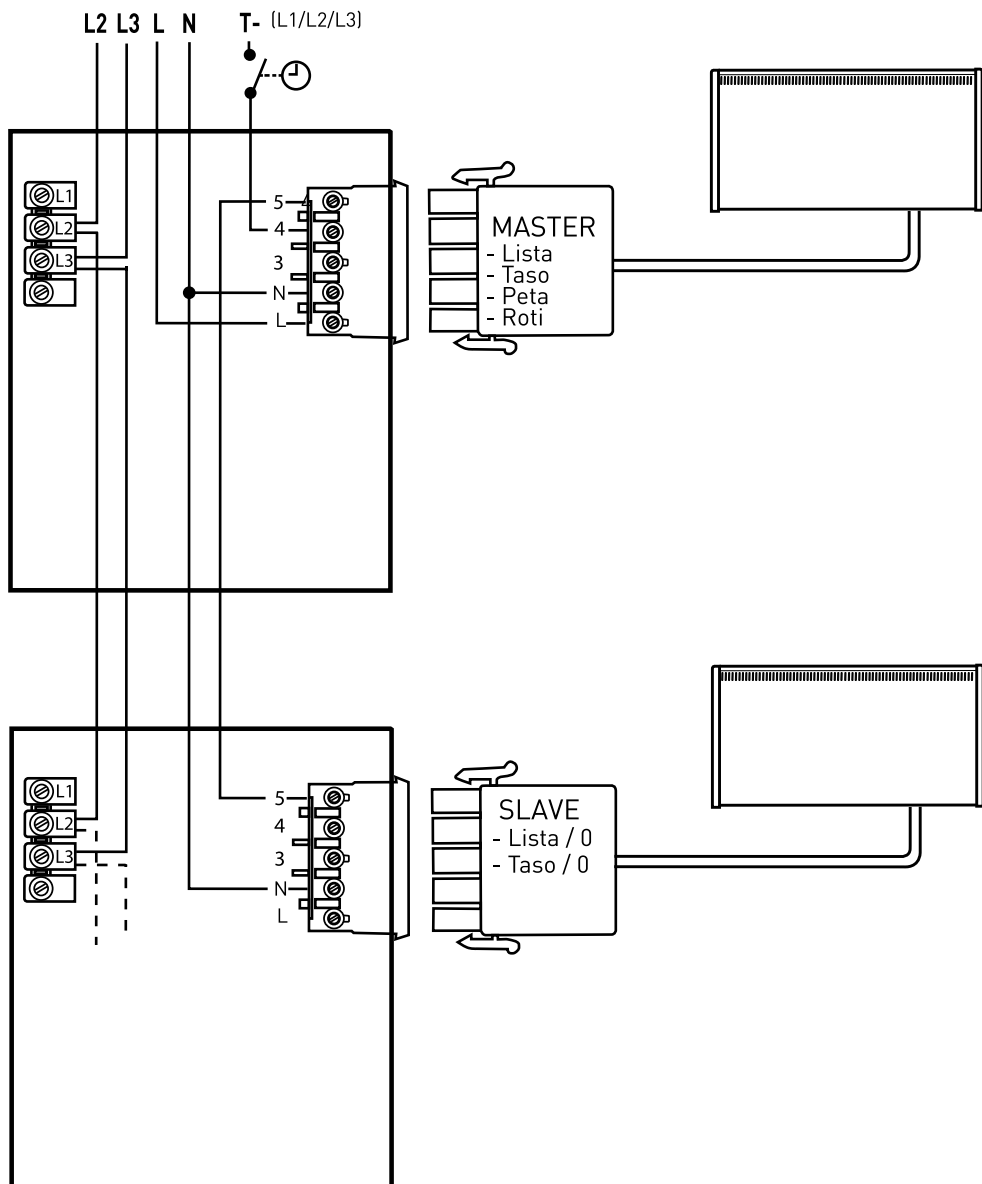 L2 L3 L N T- (L1/L2/L3)
L1
L2
L3
5 4
4
3
N
L
MASTER
- Lista
- Taso
- Peta
- Roti
L1
L2
L3
5
4
3
N
L
SLAVE
- Lista / 0
- Taso / 0